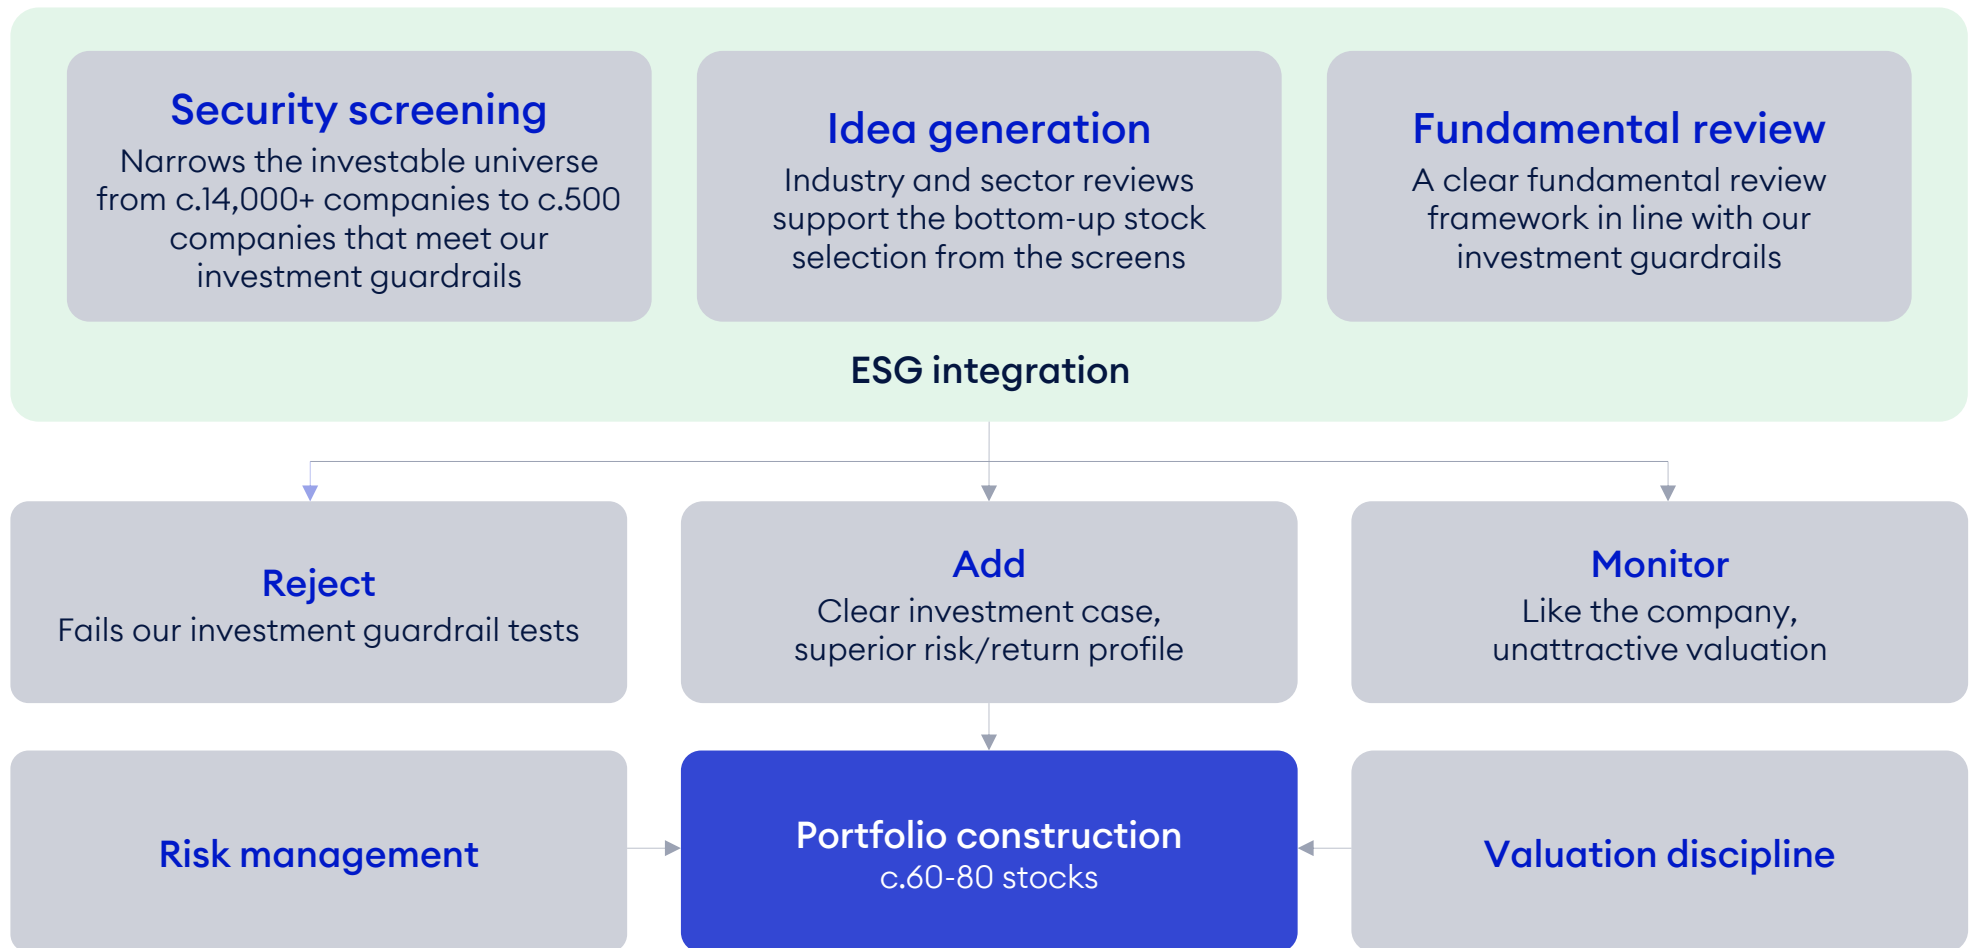 Security screening
Narrows the investable universe
from c.14,000+ companies to c.500
companies that meet our
investment guardrails
Idea generation
Industry and sector reviews
support the bottom-up stock
selection from the screens
Fundamental review
A clear fundamental review
framework in line with our
investment guardrails
ESG integration
Reject
Fails our investment guardrail tests
Add
Clear investment case,
superior risk/return profile
Monitor
Like the company,
unattractive valuation
Risk management
Portfolio construction
c.60-80 stocks
Valuation discipline